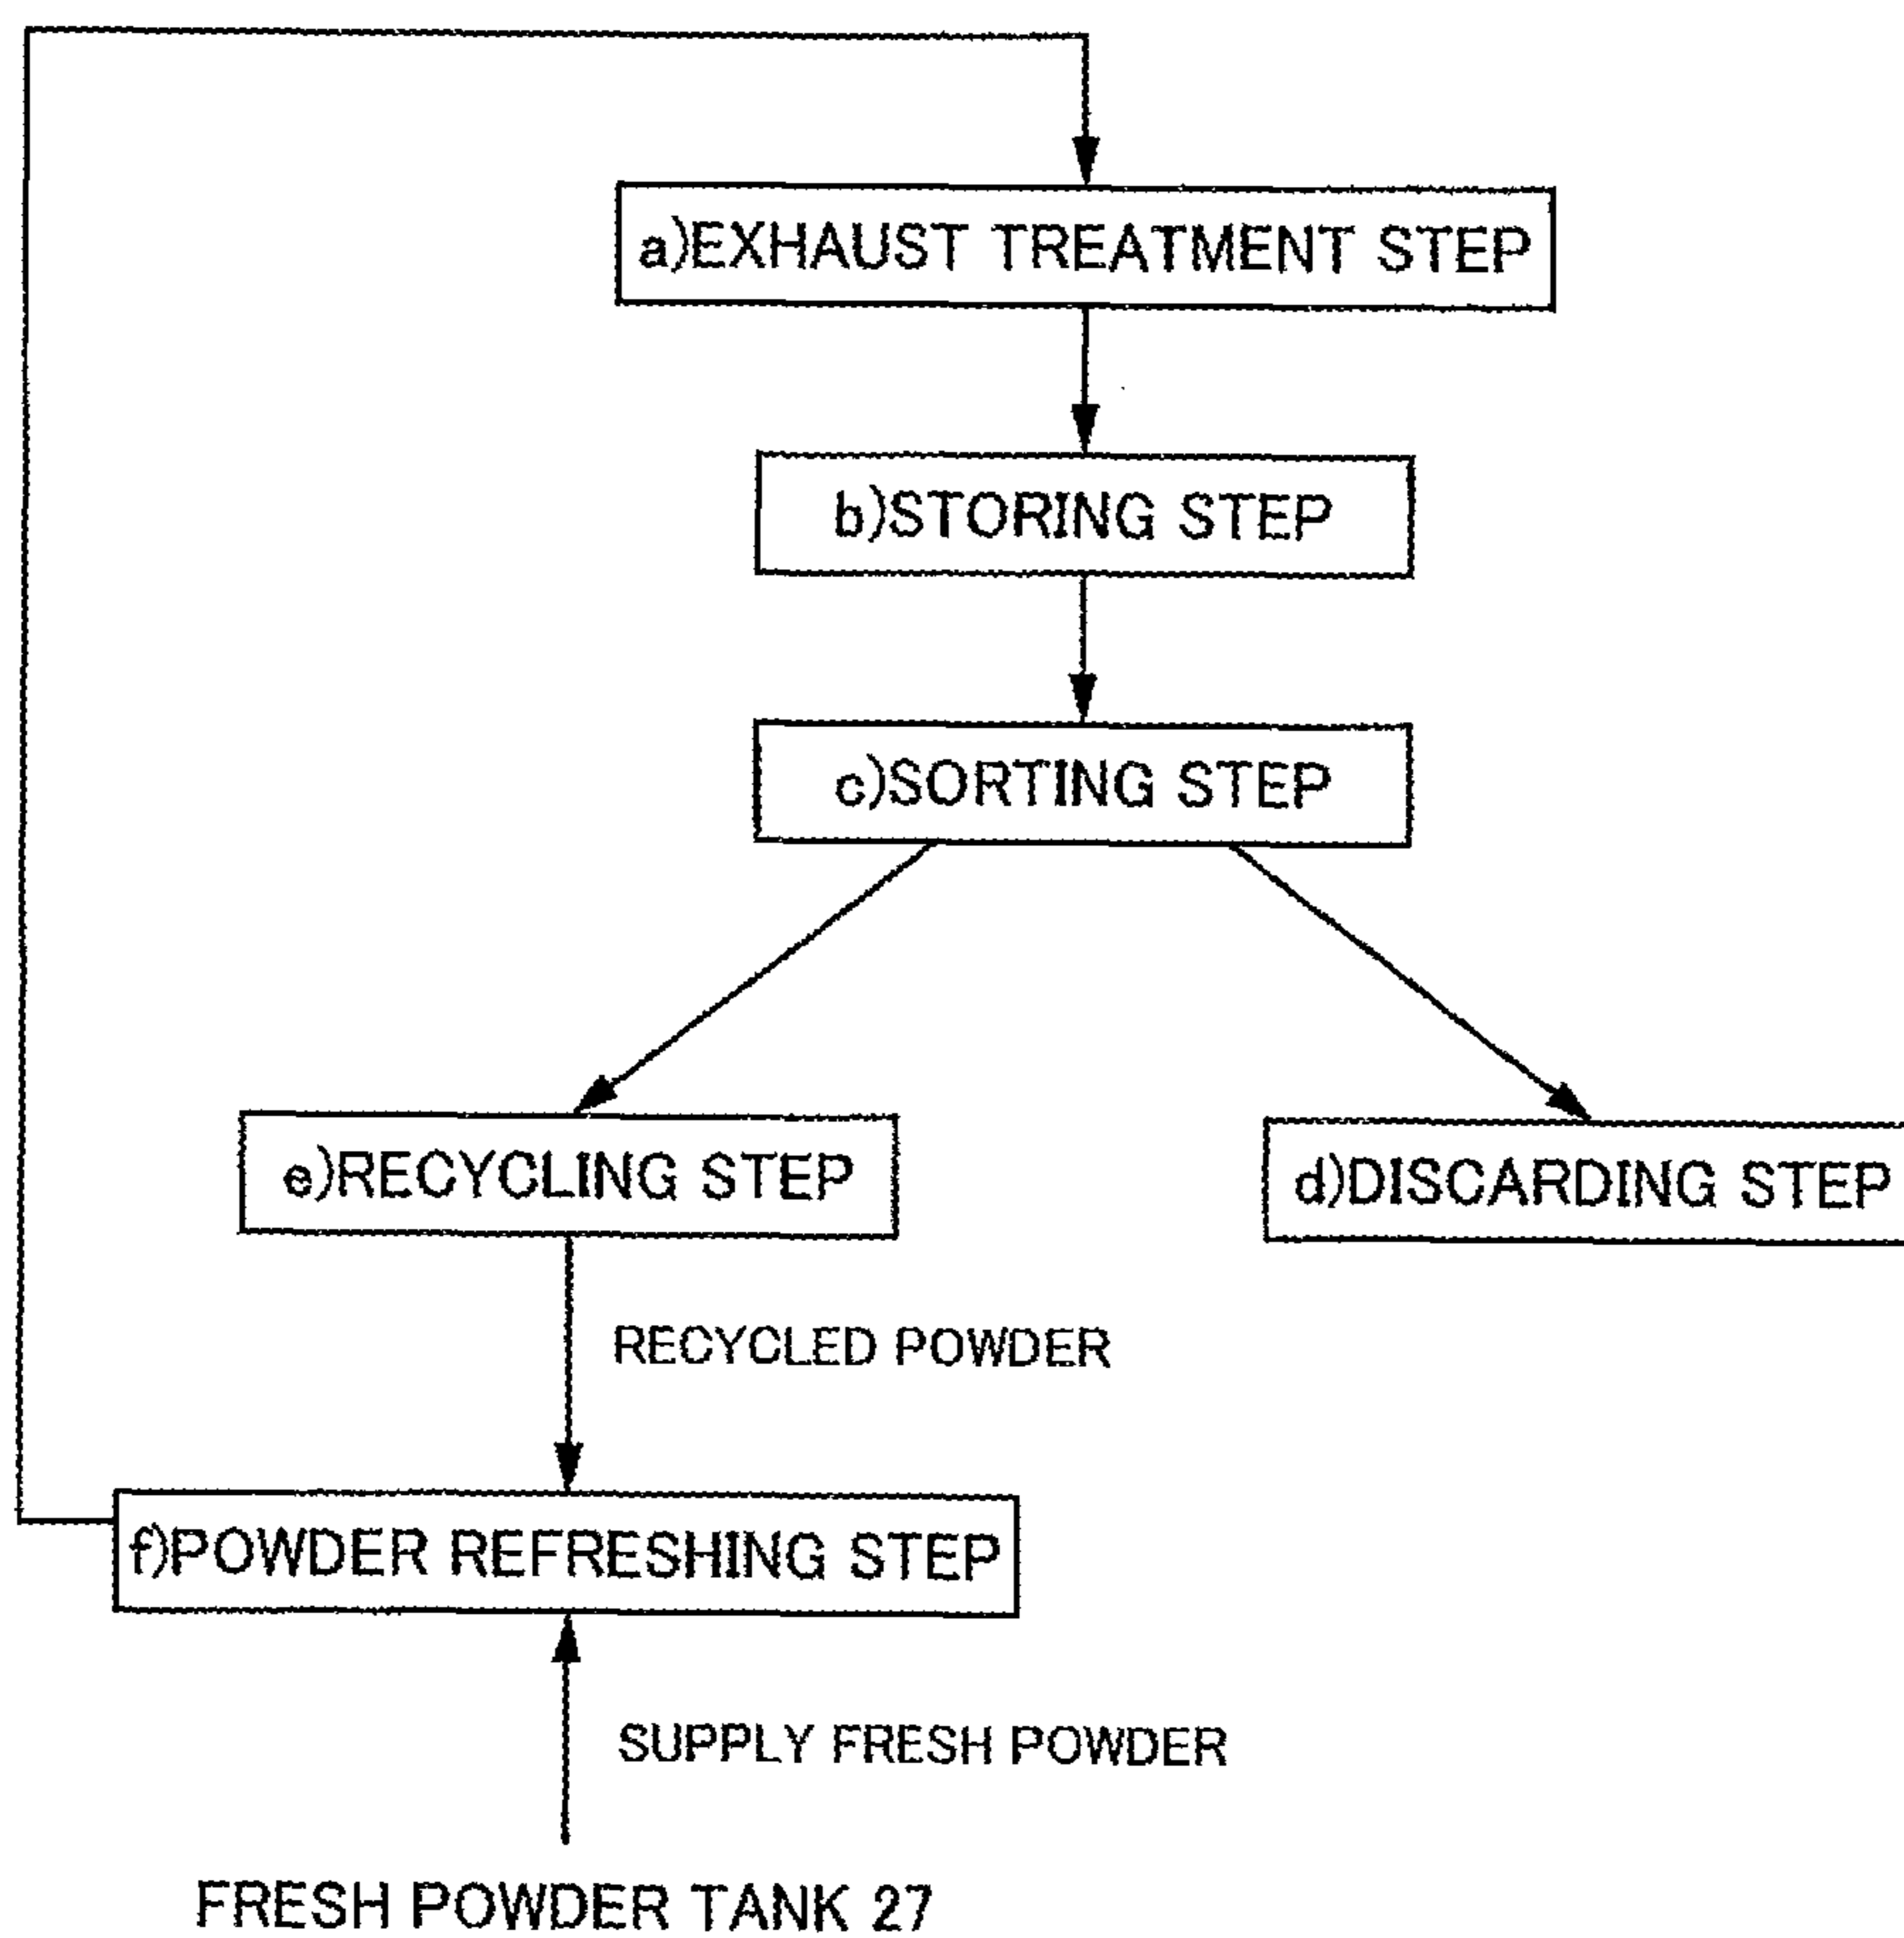 a)EXHAUST TREATMENT STEP
b)STORING STEP
c)SORTING STEP
e)RECYCLING STEP
d)DISCARDING STEP
RECYCLED POWDER
f)POWDER REFRESHING STEP
SUPPLY FRESH POWDER
FRESH POWDER TANK 27